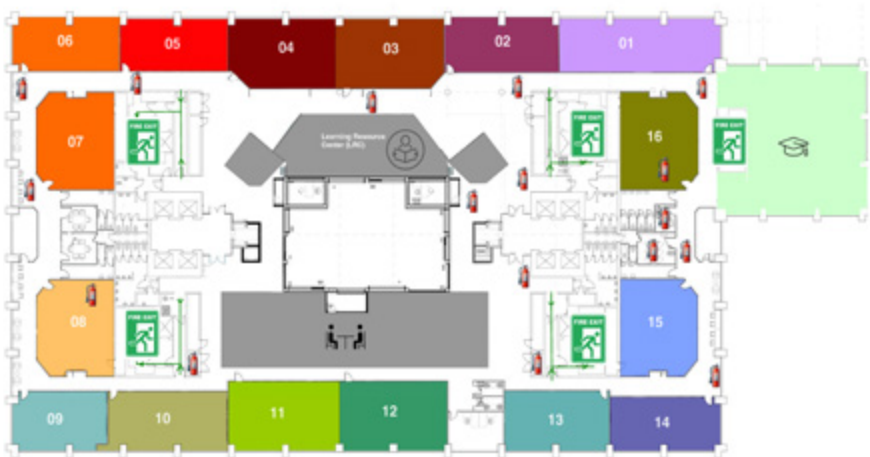 06
05
04
03
02
01
07
FIRE EXIT
Learning Resource
Center (LRC)
FIRE EXIT
16
FIRE EXIT
08
FIRE EXIT
FIRE EXIT
15
09
10
11
12
13
14